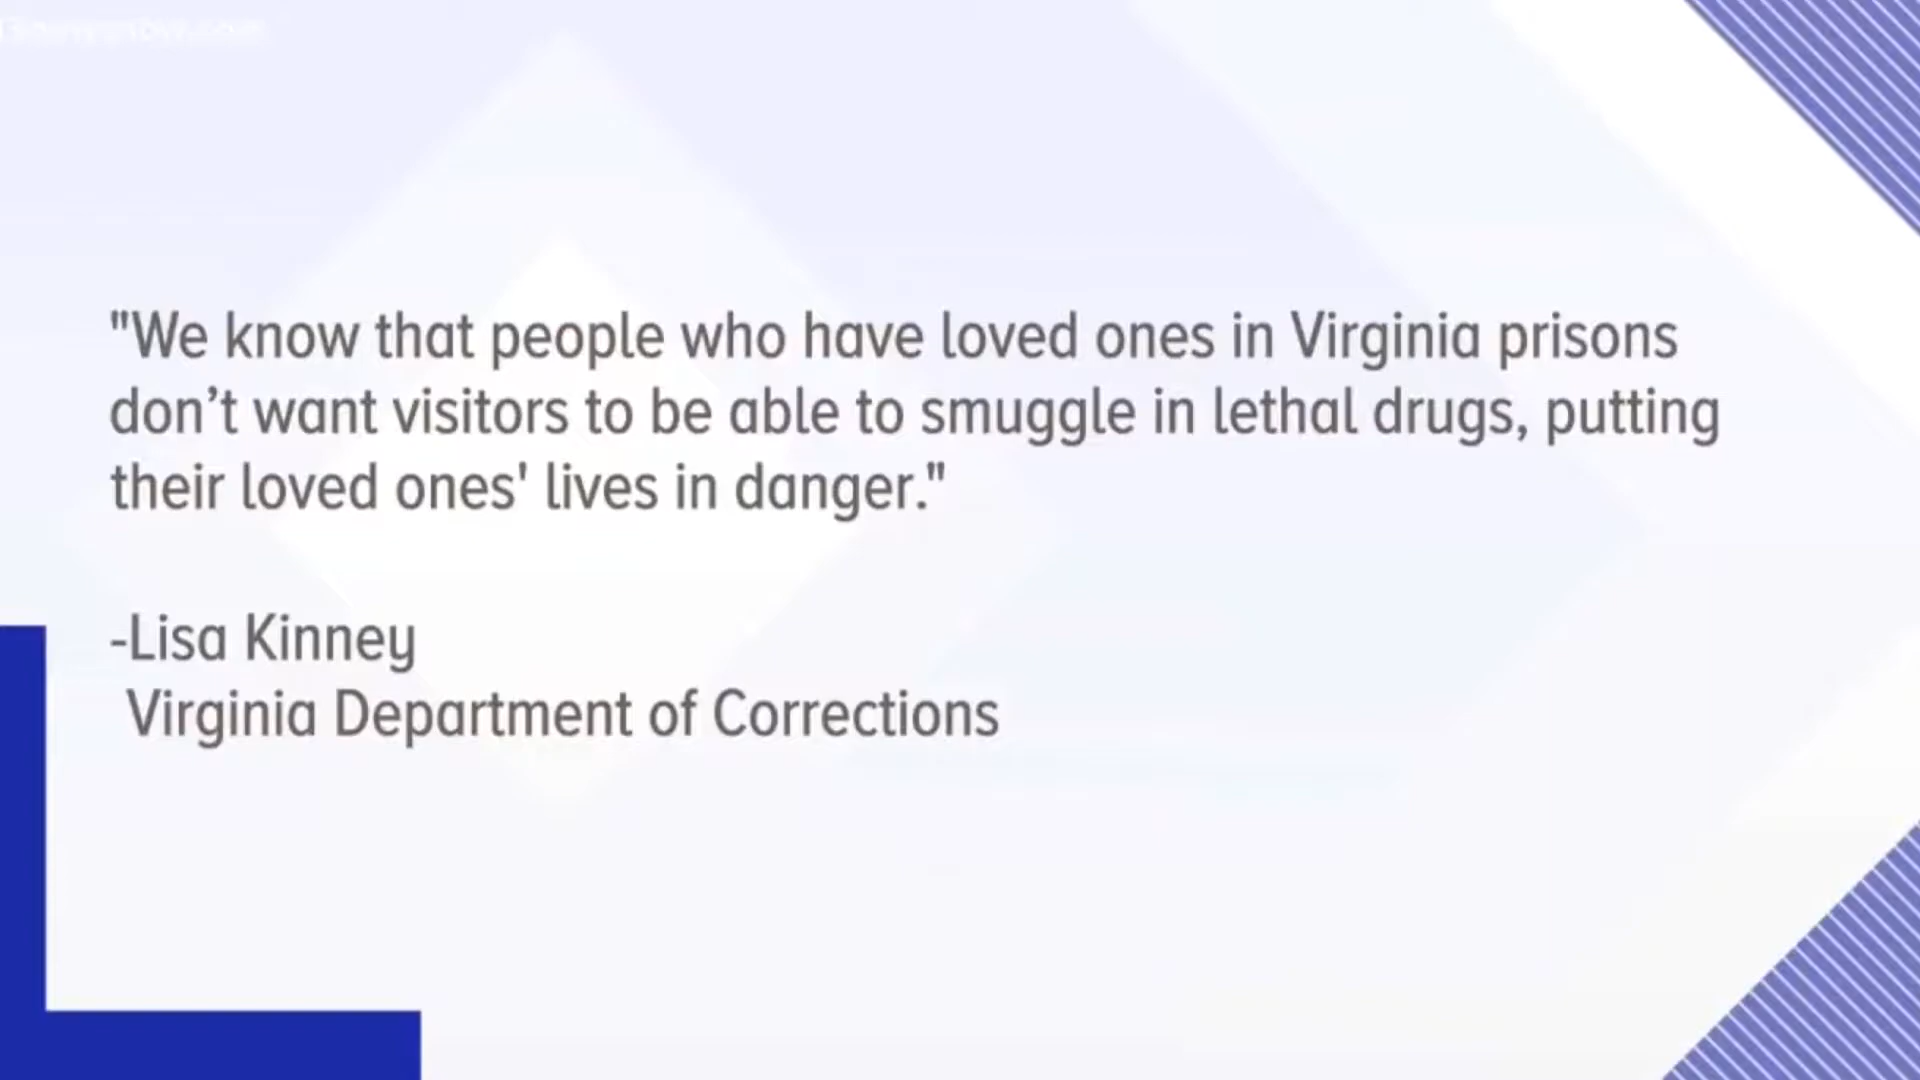 "We know that people who have loved ones in Virginia prisons
don’t want visitors to be able to smuggle in lethal drugs, putting
their loved ones' lives in danger."
-Lisa Kinney
Virginia Department of Corrections